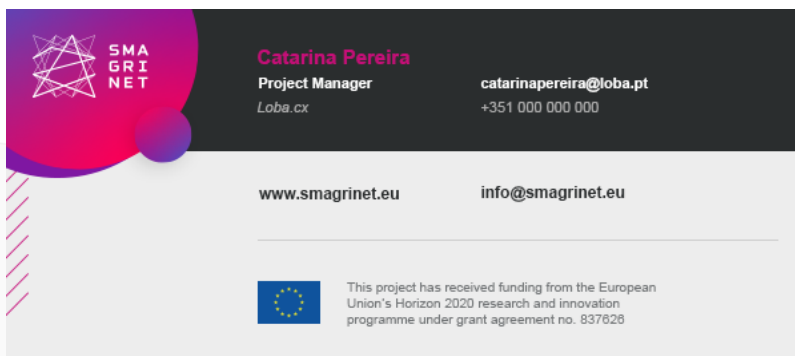 SMA
GRI
NET
Catarina Pereira
Project Manager
catarinapereira@loba.pt
Loba.cx
+351 000 000 000
www.smagrinet.eu
info@smagrinet.eu
This project has received funding from the European
Union's Horizon 2020 research and innovation
programme under grant agreement no. 837626